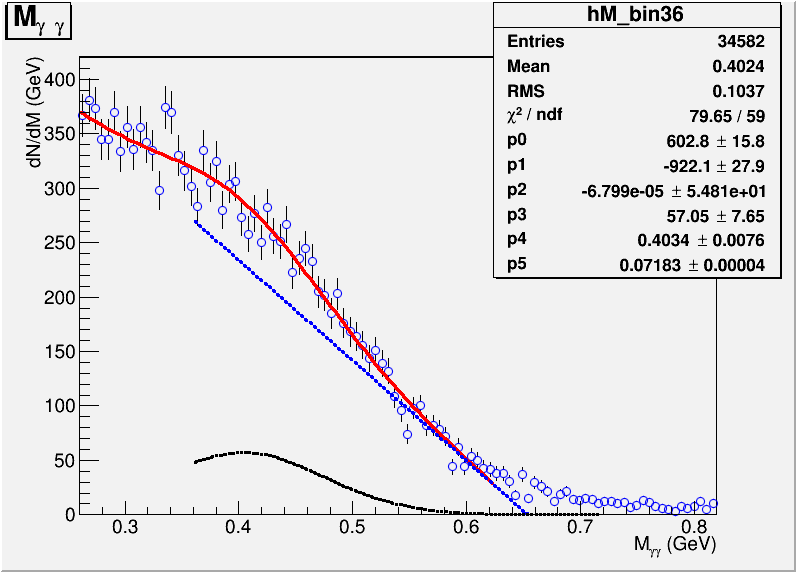 M γ γ
hM_bin36
Entries 34582
Mean 0.4024
RMS 0.1037
χ² / ndf 79.65 / 59
p0 602.8 ± 15.8
p1 -922.1 ± 27.9
p2 -6.799e-05 ± 5.481e+01
p3 57.05 ± 7.65
p4 0.4034 ± 0.0076
p5 0.07183 ± 0.00004
dN/dM (GeV)
400
350
300
250
200
150
100
50
0
0.3 0.4 0.5 0.6 0.7 0.8
Mγγ (GeV)